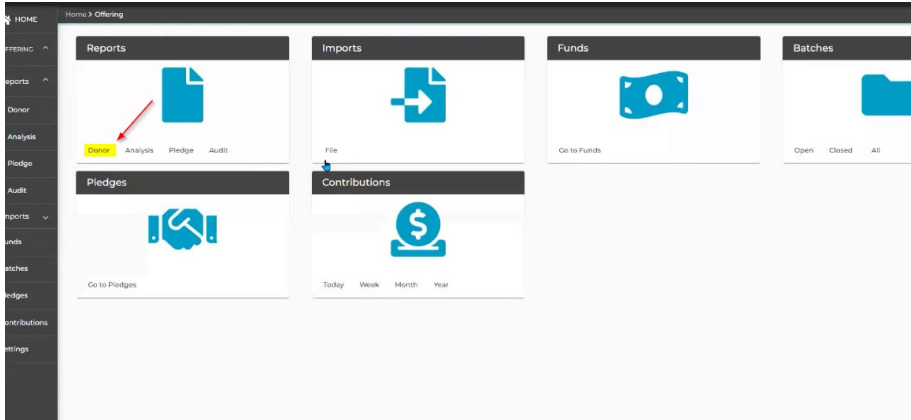 HOME
Home > Offering
FFERING
eports
Donor
Analysis
Pledge
Audit
mports
unds
atches
ledges
ontributions
ettings
Reports
Donor Analysis Pledge Audit
Imports
File
Funds
Go to Funds
Batches
Open Closed All
Pledges
Go to Pledges
Contributions
$
Today Week Month Year